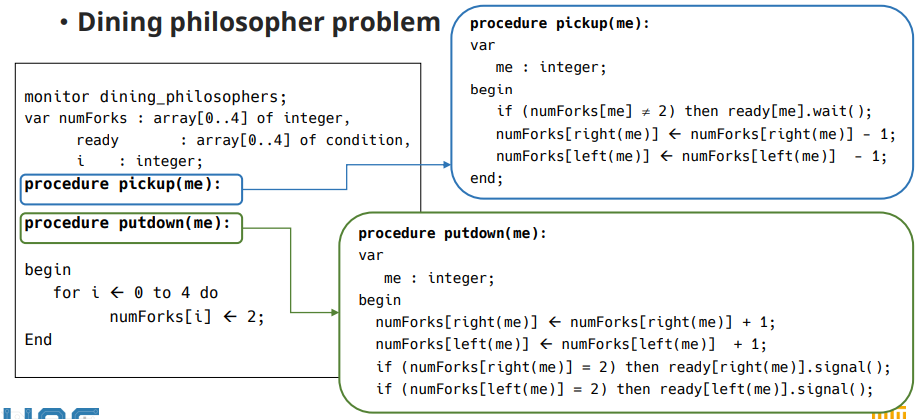 • Dining philosopher problem
monitor dining_philosophers;
var numForks : array[0..4] of integer,
ready : array[0..4] of condition,
i : integer;
procedure pickup(me):
procedure putdown(me):
begin
for i ← 0 to 4 do
numForks[i] ← 2;
End
procedure pickup(me):
var
me : integer;
begin
if (numForks[me] ≠ 2) then ready[me].wait();
numForks[right(me)] ← numForks[right(me)] - 1;
numForks[left(me)] ← numForks[left(me)] - 1;
end;
procedure putdown(me):
var
me : integer;
begin
numForks[right(me)] ← numForks[right(me)] + 1;
numForks[left(me)] ← numForks[left(me)] + 1;
if (numForks[right(me)] = 2) then ready[right(me)].signal();
if (numForks[left(me)] = 2) then ready[left(me)].signal();